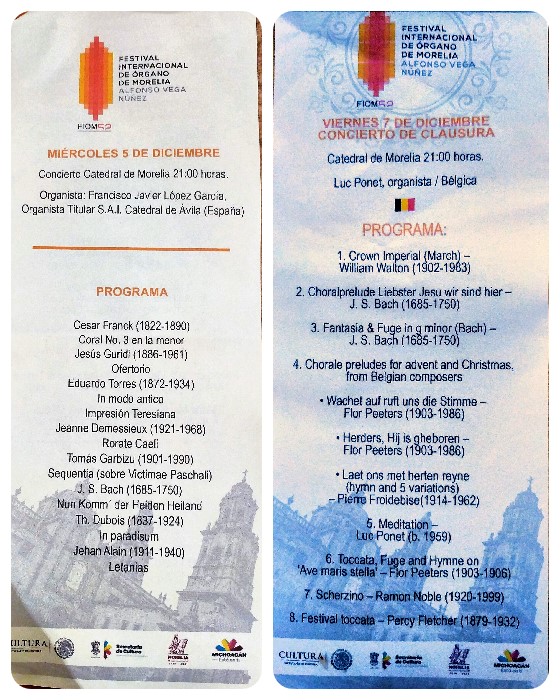 FESTIVAL
INTERNACIONAL
DE ÓRGANO
DE MORELIA
ALFONSO VEGA
NÚÑEZ
FIOM52
MIÉRCOLES 5 DE DICIEMBRE
Concierto Catedral de Morelia 21:00 horas.
Organista: Francisco Javier López García,
Organista Titular S.A.I. Catedral de Ávila (España)
PROGRAMA
Cesar Franck (1822-1890)
Coral No. 3 en la menor
Jesús Guridi (1886-1961)
Ofertorio
Eduardo Torres (1872-1934)
In modo antico
Impresión Teresiana
Jeanne Demessieux (1921-1968)
Rorate Caeli
Tomás Garbizu (1901-1990)
Sequentia (sobre Victimae Paschali)
J. S. Bach (1685-1750)
Nun Komm´ der Heiden Heiland
Th. Dubois (1837-1924)
In paradisum
Jehan Alain (1911-1940)
Letanías
CULTURA
Secretaría
de Cultura
MORELIA
MICHOACÁN
FESTIVAL
INTERNACIONAL
DE ÓRGANO
DE MORELIA
ALFONSO VEGA
NÚÑEZ
FIOM52
VIERNES 7 DE DICIEMBRE
CONCIERTO DE CLAUSURA
Catedral de Morelia 21:00 horas.
Luc Ponet, organista / Bélgica
PROGRAMA:
1. Crown Imperial (March) –
William Walton (1902-1983)
2. Choralprelude Liebster Jesu wir sind hier –
J. S. Bach (1685-1750)
3. Fantasía & Fuge in g minor (Bach) –
J. S. Bach (1685-1750)
4. Chorale preludes for advent and Christmas,
from Belgian composers
• Wachet auf ruft uns die Stimme –
Flor Peeters (1903-1986)
• Herders, Hij is gheboren –
Flor Peeters (1903-1986)
• Laet ons met herten reyne
(hymn and 5 variations)
– Pierre Froidebise(1914-1962)
5. Meditation –
Luc Ponet (b. 1959)
6. Toccata, Fuge and Hymne on
'Ave maris stella' – Flor Peeters (1903-1906)
7. Scherzino – Ramon Noble (1920-1999)
8. Festival toccata – Percy Fletcher (1879-1932)
CULTURA
Secretaría
de Cultura
MORELIA
MICHOACÁN